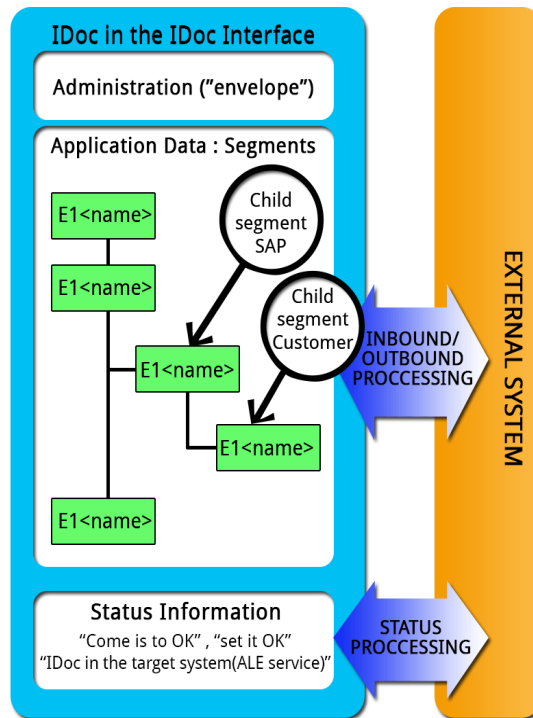 IDoc in the IDoc Interface
Administration (”envelope”)
Application Data : Segments
E1<name>
Child
segment
SAP
E1<name>
Child
segment
Customer
E1<name>
E1<name>
E1<name>
INBOUND/
OUTBOUND
PROCCESSING
EXTERNAL SYSTEM
Status Information
“Come is to OK” , “set it OK”
“IDoc in the target system(ALE service)”
STATUS
PROCCESSING